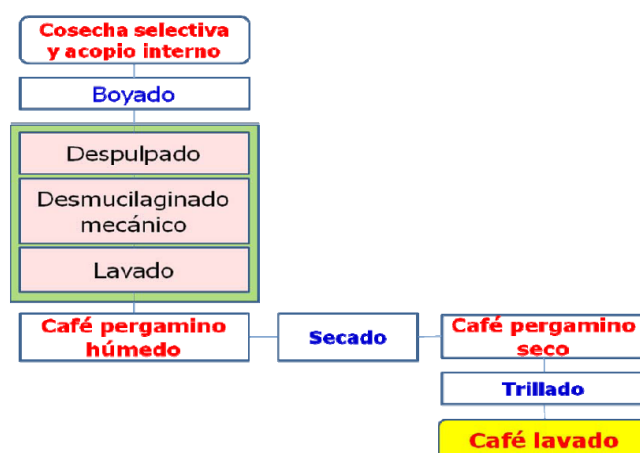 Cosecha selectiva
y acopio interno
Boyado
Despulpado
Desmucilaginado
mecánico
Lavado
Café pergamino
húmedo
Secado
Café pergamino
seco
Trillado
Café lavado